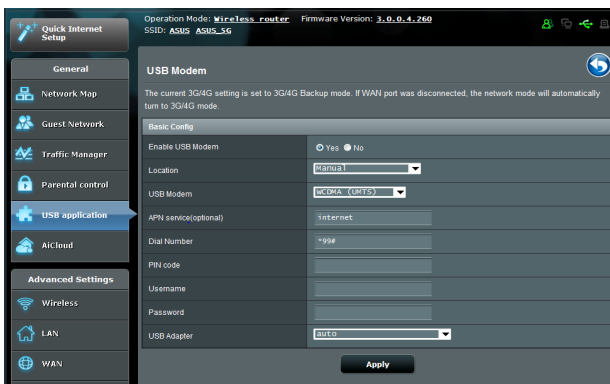 Quick Internet
Setup
Operation Mode: Wireless router Firmware Version: 3.0.0.4.260
SSID: ASUS ASUS_5G
General
Network Map
Guest Network
Traffic Manager
Parental control
USB application
AiCloud
Advanced Settings
Wireless
LAN
WAN
USB Modem
The current 3G/4G setting is set to 3G/4G Backup mode. If WAN port was disconnected, the network mode will automatically
turn to 3G/4G mode.
Basic Config
Enable USB Modem Yes No
Location Manual
USB Modem WCDMA (UMTS)
APN service(optional) internet
Dial Number *99#
PIN code
Username
Password
USB Adapter auto
Apply